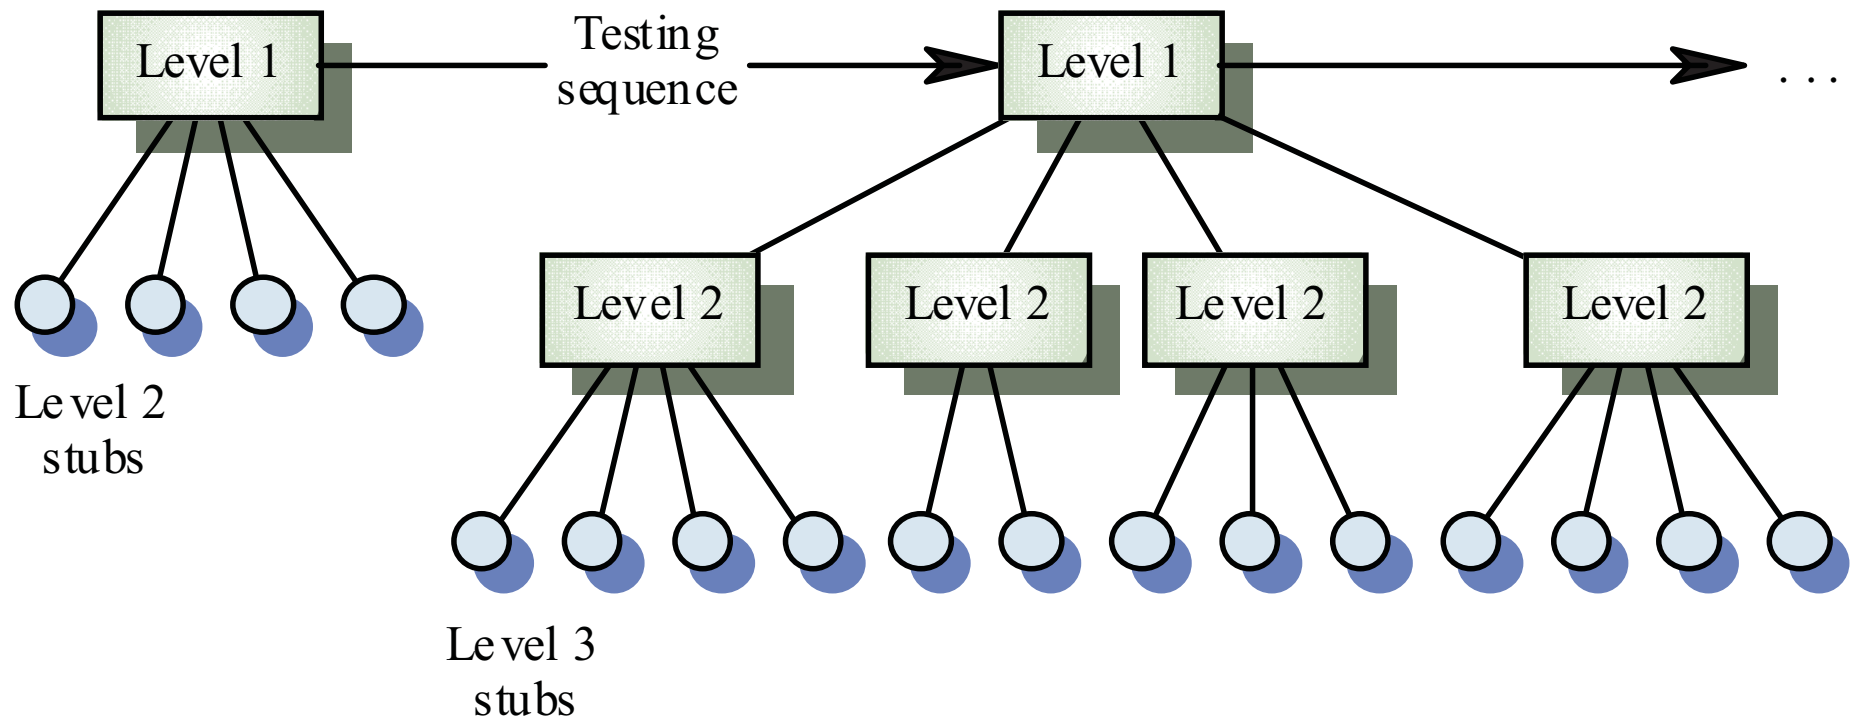 Level 1
Testing
sequence
Level 1
. . .
Level 2
Level 2
Level 2
Level 2
Level 2
stubs
Level 3
stubs